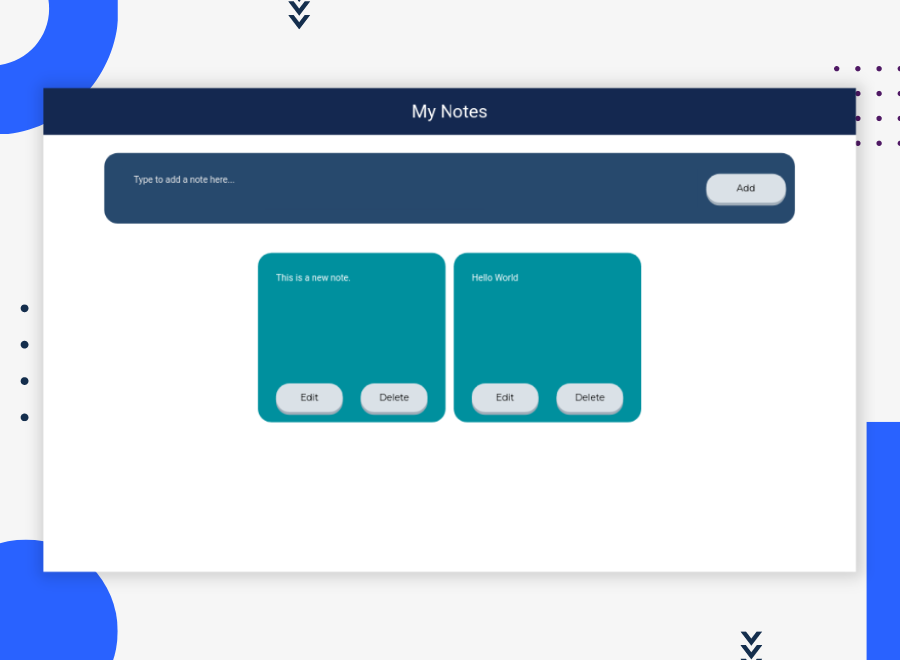 My Notes
Type to add a note here...
Add
This is a new note.
Hello World
Edit
Delete
Edit
Delete